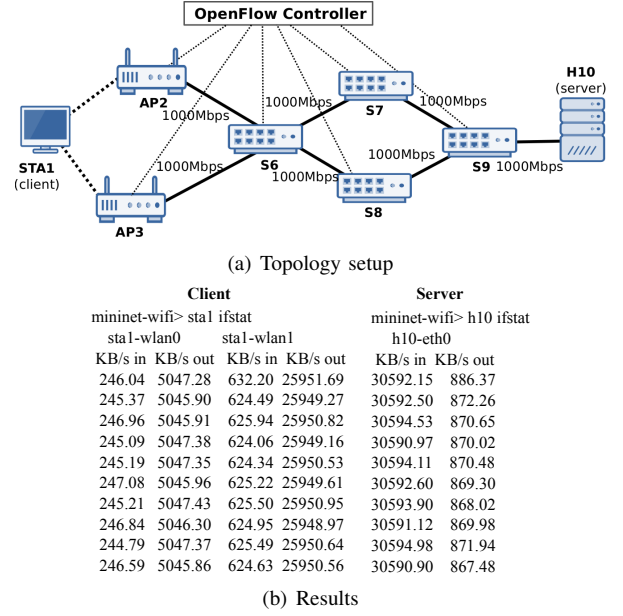 OpenFlow Controller
H10
(server)
AP2
S7
1000Mbps
1000Mbps
STA1
(client)
S6
1000Mbps
1000Mbps
1000Mbps
S9
1000Mbps
AP3
S8
(a) Topology setup
Client Server
mininet-wifi> sta1 ifstat mininet-wifi> h10 ifstat
sta1-wlan0 sta1-wlan1 h10-eth0
KB/s in KB/s out KB/s in KB/s out KB/s in KB/s out
246.04 5047.28 632.20 25951.69 30592.15 886.37
245.37 5045.90 624.49 25949.27 30592.50 872.26
246.96 5045.91 625.94 25950.82 30594.53 870.65
245.09 5047.38 624.06 25949.16 30590.97 870.02
245.19 5047.35 624.34 25950.53 30594.11 870.48
247.08 5045.96 625.22 25949.61 30592.60 869.30
245.21 5047.43 625.50 25950.95 30593.90 868.02
246.84 5046.30 624.95 25948.97 30591.12 869.98
244.79 5047.37 625.49 25950.64 30594.98 871.94
246.59 5045.86 624.63 25950.56 30590.90 867.48
(b) Results